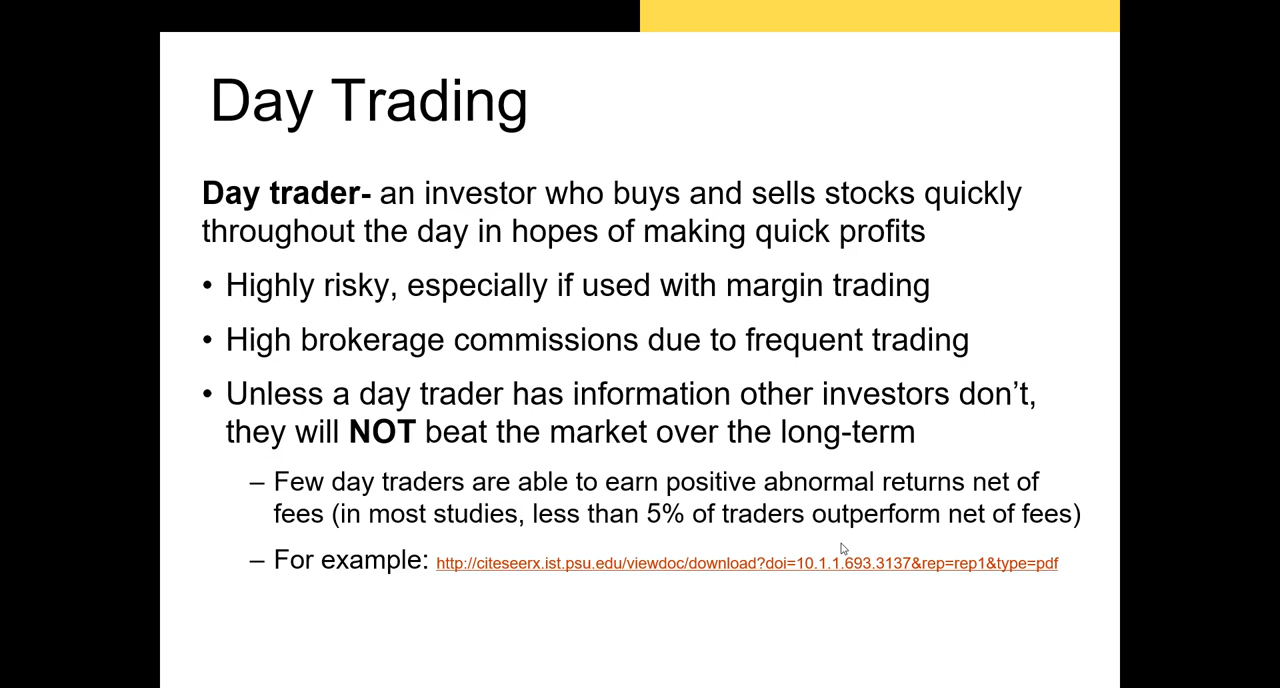 Day Trading
Day trader- an investor who buys and sells stocks quickly
throughout the day in hopes of making quick profits
• Highly risky, especially if used with margin trading
• High brokerage commissions due to frequent trading
• Unless a day trader has information other investors don’t,
they will NOT beat the market over the long-term
– Few day traders are able to earn positive abnormal returns net of
fees (in most studies, less than 5% of traders outperform net of fees)
– For example: http://citeseerx.ist.psu.edu/viewdoc/download?doi=10.1.1.693.3137&rep=rep1&type=pdf